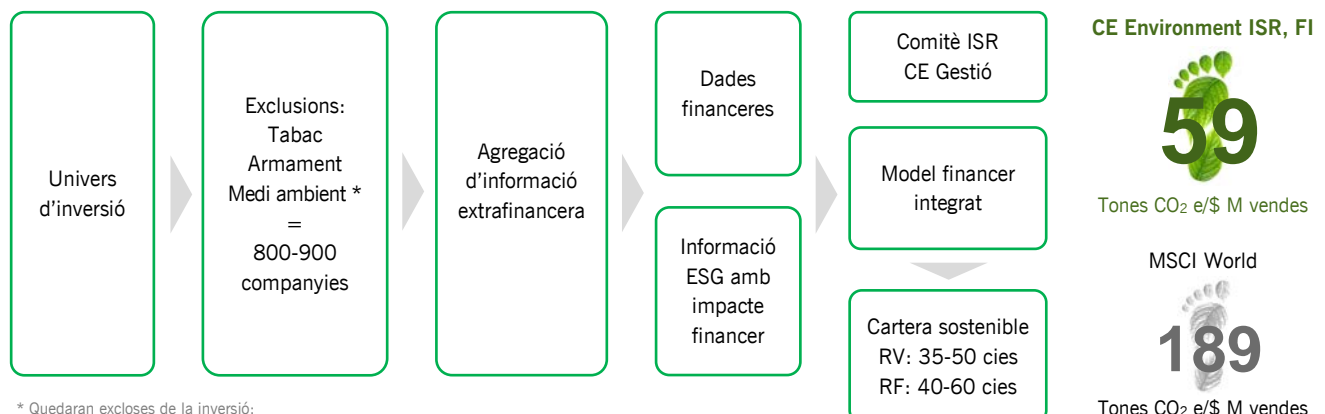 Univers
d'inversió
Exclusions:
Tabac
Armament
Medi ambient *
=
800-900
companyies
Agregació
d'informació
extrafinancera
Dades
financeres
Informació
ESG amb
impacte
financer
Comitè ISR
CE Gestió
Model financer
integrat
Cartera sostenible
RV: 35-50 cies
RF: 40-60 cies
CE Environment ISR, FI
59
Tones CO₂ e/$ M vendes
MSCI World
189
Tones CO₂ e/$ M vendes
* Quedaran excloses de la inversió: